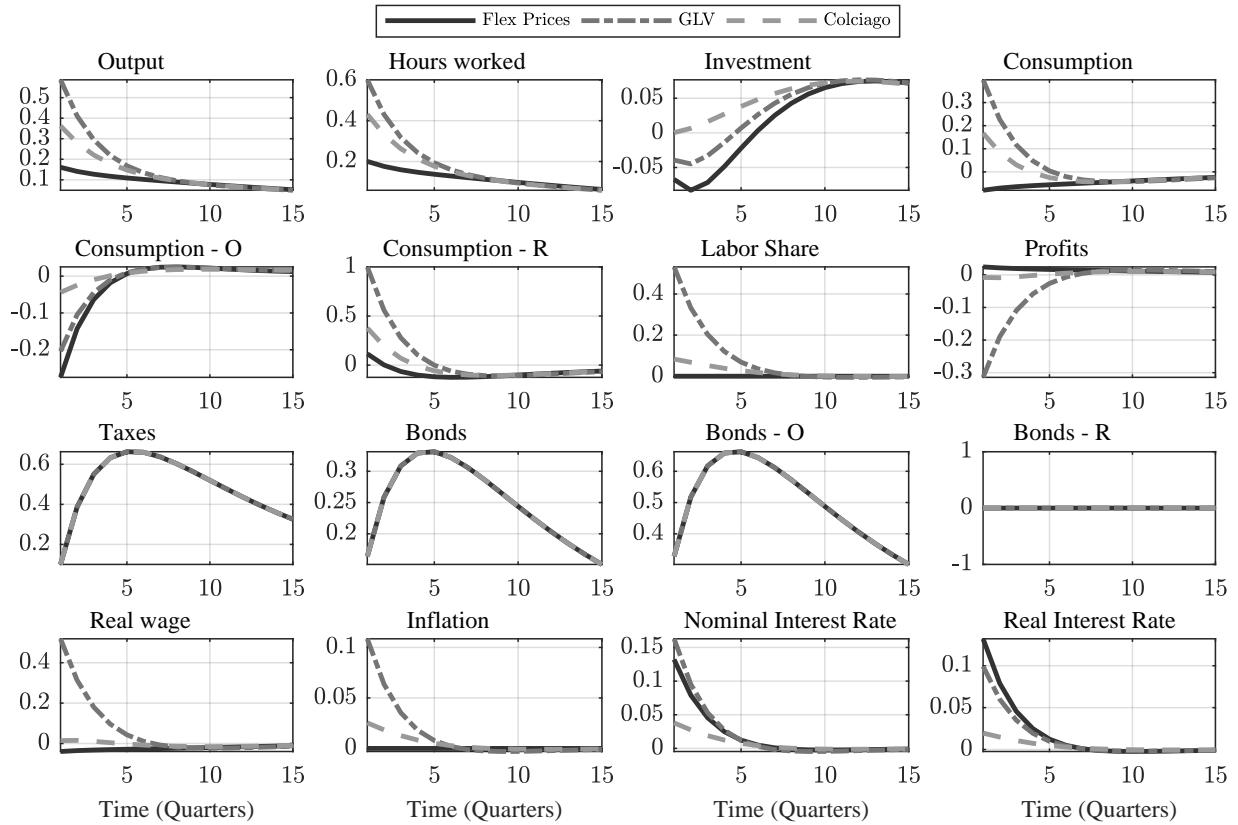 Flex Prices GLV Colciago
Output Hours worked Investment Consumption
0.5 0.4 0.3 0.2 0.1
0.6 0.4 0.2
0.05 0 -0.05
0.3 0.2 0.1 0
5 10 15 5 10 15 5 10 15 5 10 15
Consumption - O Consumption - R Labor Share Profits
0 -0.1 -0.2
1 0.5 0
0.4 0.2 0
0 -0.1 -0.2 -0.3
5 10 15 5 10 15 5 10 15 5 10 15
Taxes Bonds Bonds - O Bonds - R
0.6 0.4 0.2
0.3 0.25 0.2
0.6 0.5 0.4
1 0 -1
5 10 15 5 10 15 5 10 15 5 10 15
Real wage Inflation Nominal Interest Rate Real Interest Rate
0.4 0.2 0
0.1 0.05 0
0.15 0.1 0.05 0
0.1 0.05 0
5 10 15 5 10 15 5 10 15 5 10 15
Time (Quarters) Time (Quarters) Time (Quarters) Time (Quarters)